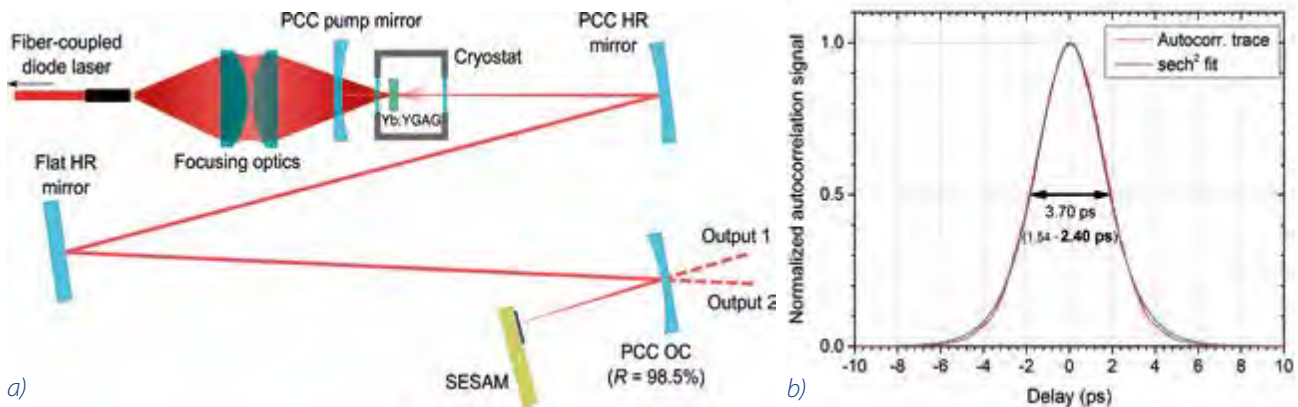 PCC pump mirror
PCC HR
mirror
Fiber-coupled
diode laser
Cryostat
Yb:YGAG
Focusing optics
Flat HR
mirror
Output 1
Output 2
PCC OC
(R = 98.5%)
SESAM
a)
Normalized autocorrelation signal
1.0
0.5
0.0
Autocorr. trace
sech² fit
3.70 ps
(1.54 · 2.40 ps)
-10 -8 -6 -4 -2 0 2 4 6 8 10
Delay (ps)
b)